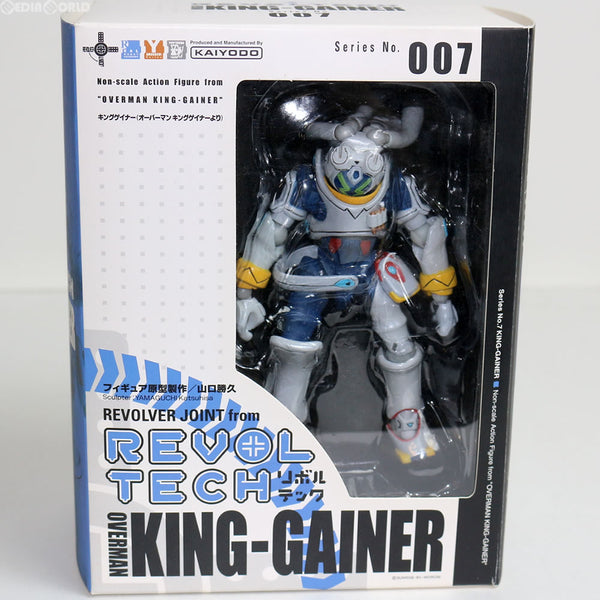 MEDIAWORLD
Produced and Manufactured By
KAIYODO
Series No. 007
Non-scale Action Figure from
"OVERMAN KING-GAINER"
キングゲイナー(オーバーマン キングゲイナーより)
Series No.7 KING-GAINER
Non-scale Action Figure from "OVERMAN KING-GAINER"
フィギュア原型製作/山口勝久
Sculptor:YAMAGUCHI Katsuhisa
REVOLVER JOINT from
REVOL
TECH
リボル
テック
OVERMAN
KING-GAINER